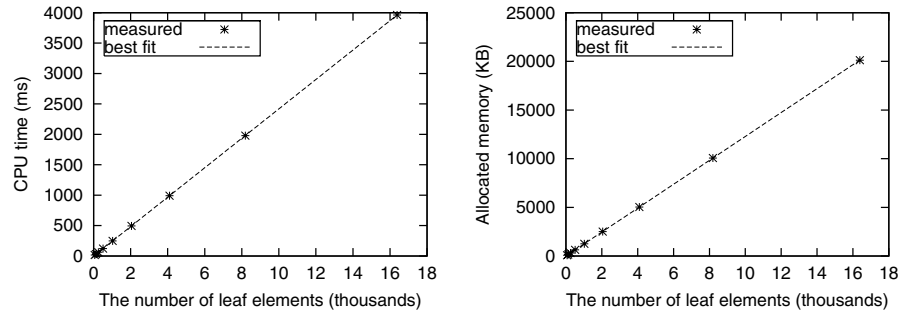 CPU time (ms)
4000
3500
3000
2500
2000
1500
1000
500
0
measured
best fit
0 2 4 6 8 10 12 14 16 18
The number of leaf elements (thousands)
Allocated memory (KB)
25000
20000
15000
10000
5000
0
measured
best fit
0 2 4 6 8 10 12 14 16 18
The number of leaf elements (thousands)